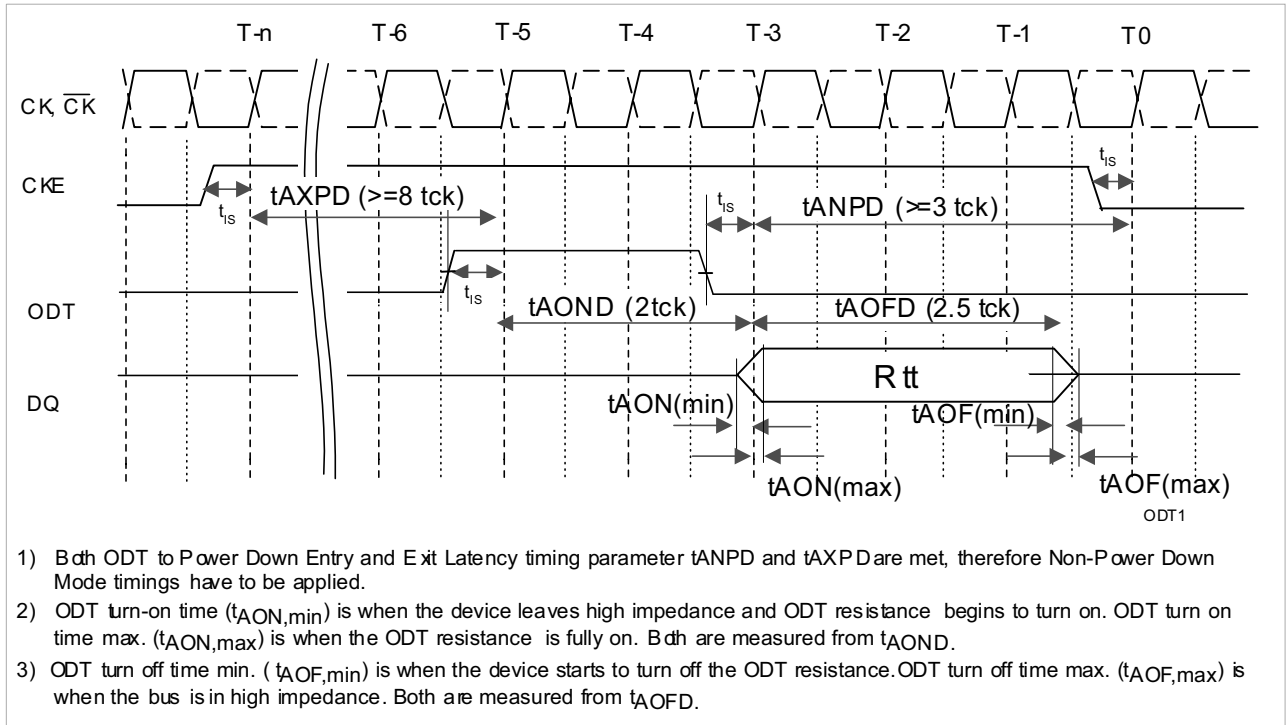 T-n T-6 T-5 T-4 T-3 T-2 T-1 T0
CK, CK
CKE
tIS
tAXPD (>=8 tck)
tIS
tANPD (>=3 tck)
tIS
tIS
ODT
tAOND (2tck)
tAOFD (2.5 tck)
Rtt
DQ
tAON(min)
tAOF(min)
tAON(max)
tAOF(max)
ODT1
1) Both ODT to Power Down Entry and Exit Latency timing parameter tANPD and tAXPDare met, therefore Non-Power Down
Mode timings have to be applied.
2) ODT turn-on time (tAON,min) is when the device leaves high impedance and ODT resistance begins to turn on. ODT turn on
time max. (tAON,max) is when the ODT resistance is fully on. Both are measured from tAOND.
3) ODT turn off time min. ( tAOF,min) is when the device starts to turn off the ODT resistance.ODT turn off time max. (tAOF,max) is
when the bus is in high impedance. Both are measured from tAOFD.